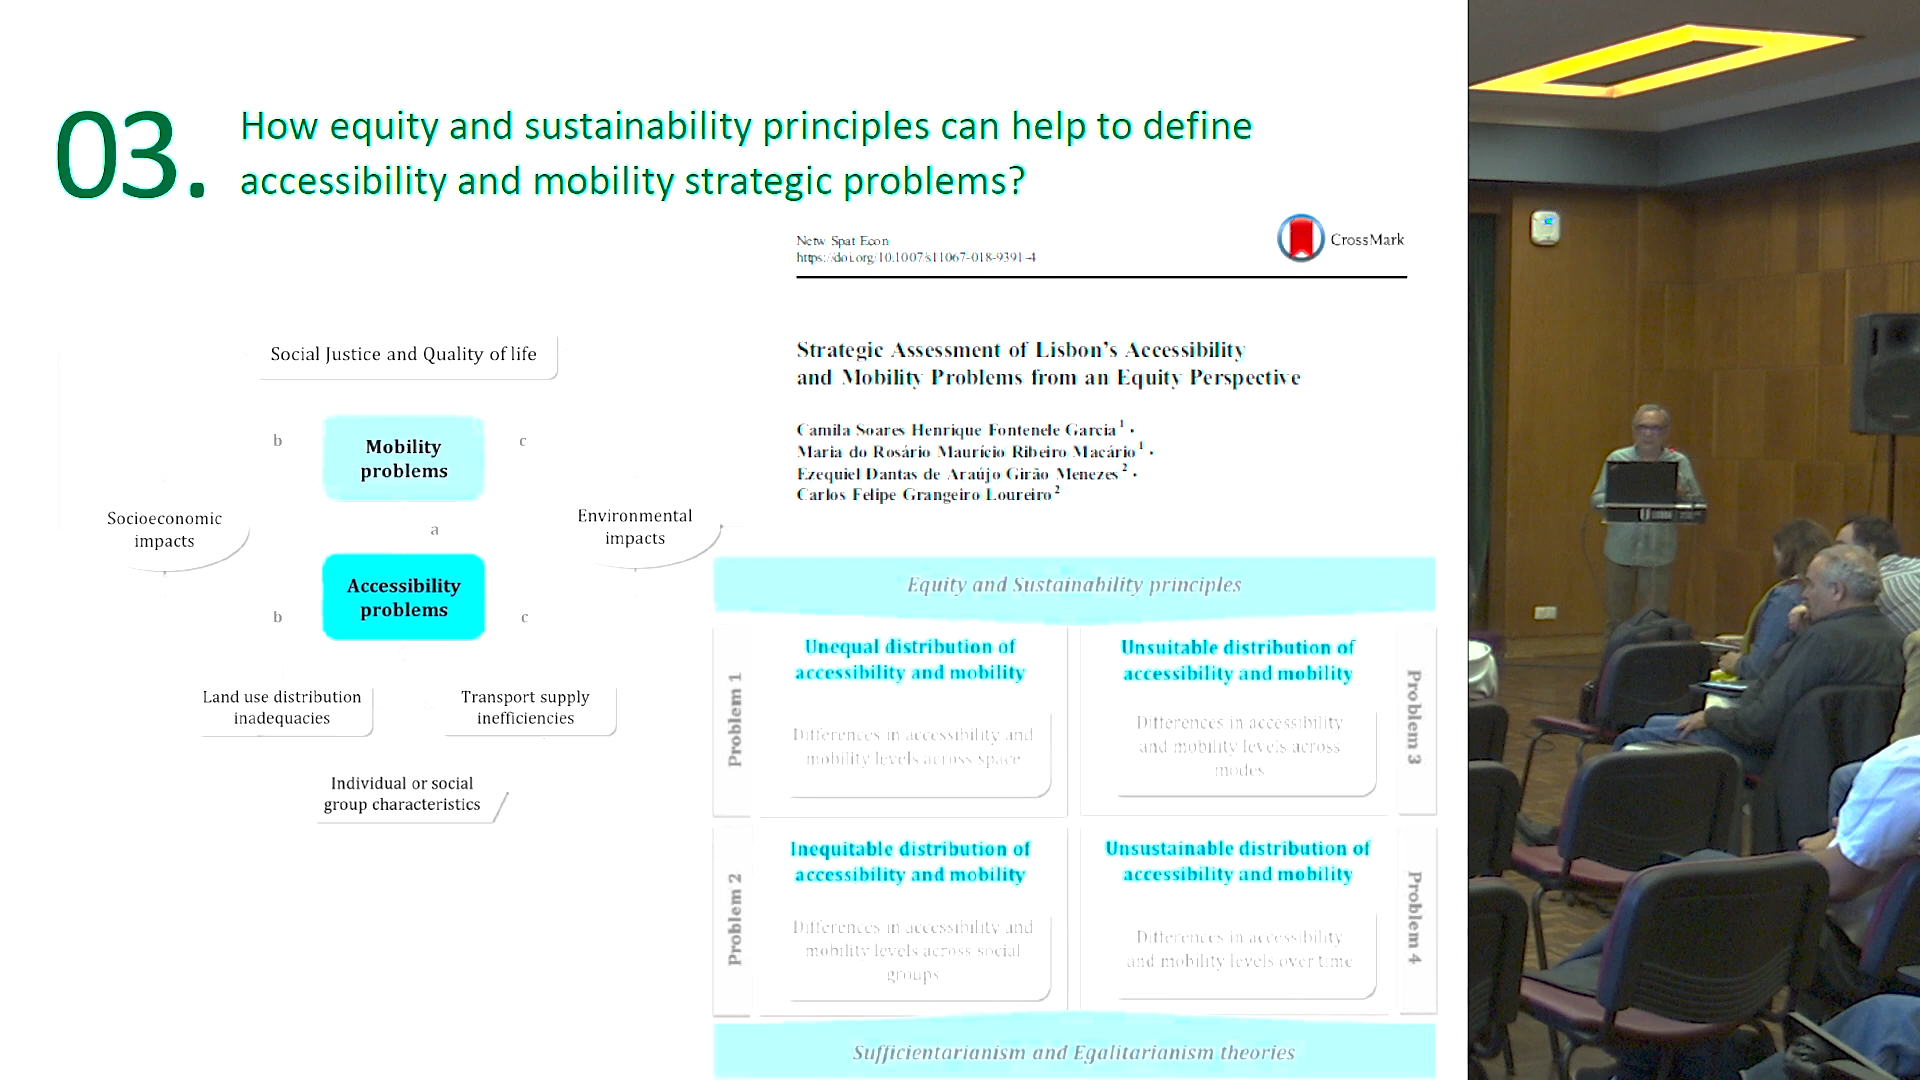 03.
How equity and sustainability principles can help to define
accessibility and mobility strategic problems?
Netw Spat Econ
https://doi.org/10.1007/s11067-018-9391-4
CrossMark
Strategic Assessment of Lisbon's Accessibility
and Mobility Problems from an Equity Perspective
Camila Soares Henrique Fontenele Garcia 1 ·
Maria do Rosário Maurício Ribeiro Macário 1 ·
Ezequiel Dantas de Araújo Girão Menezes 2 ·
Carlos Felipe Grangeiro Loureiro 2
Social Justice and Quality of life
b
Mobility
problems
c
Socioeconomic
impacts
a
Environmental
impacts
Accessibility
problems
b
c
Land use distribution
inadequacies
Transport supply
inefficiencies
Individual or social
group characteristics
Equity and Sustainability principles
Problem 1
Unequal distribution of
accessibility and mobility
Differences in accessibility and
mobility levels across space
Unsuitable distribution of
accessibility and mobility
Differences in accessibility
and mobility levels across
modes
Problem 3
Problem 2
Inequitable distribution of
accessibility and mobility
Differences in accessibility and
mobility levels across social
groups
Unsustainable distribution of
accessibility and mobility
Differences in accessibility
and mobility levels over time
Problem 4
Sufficientarianism and Egalitarianism theories